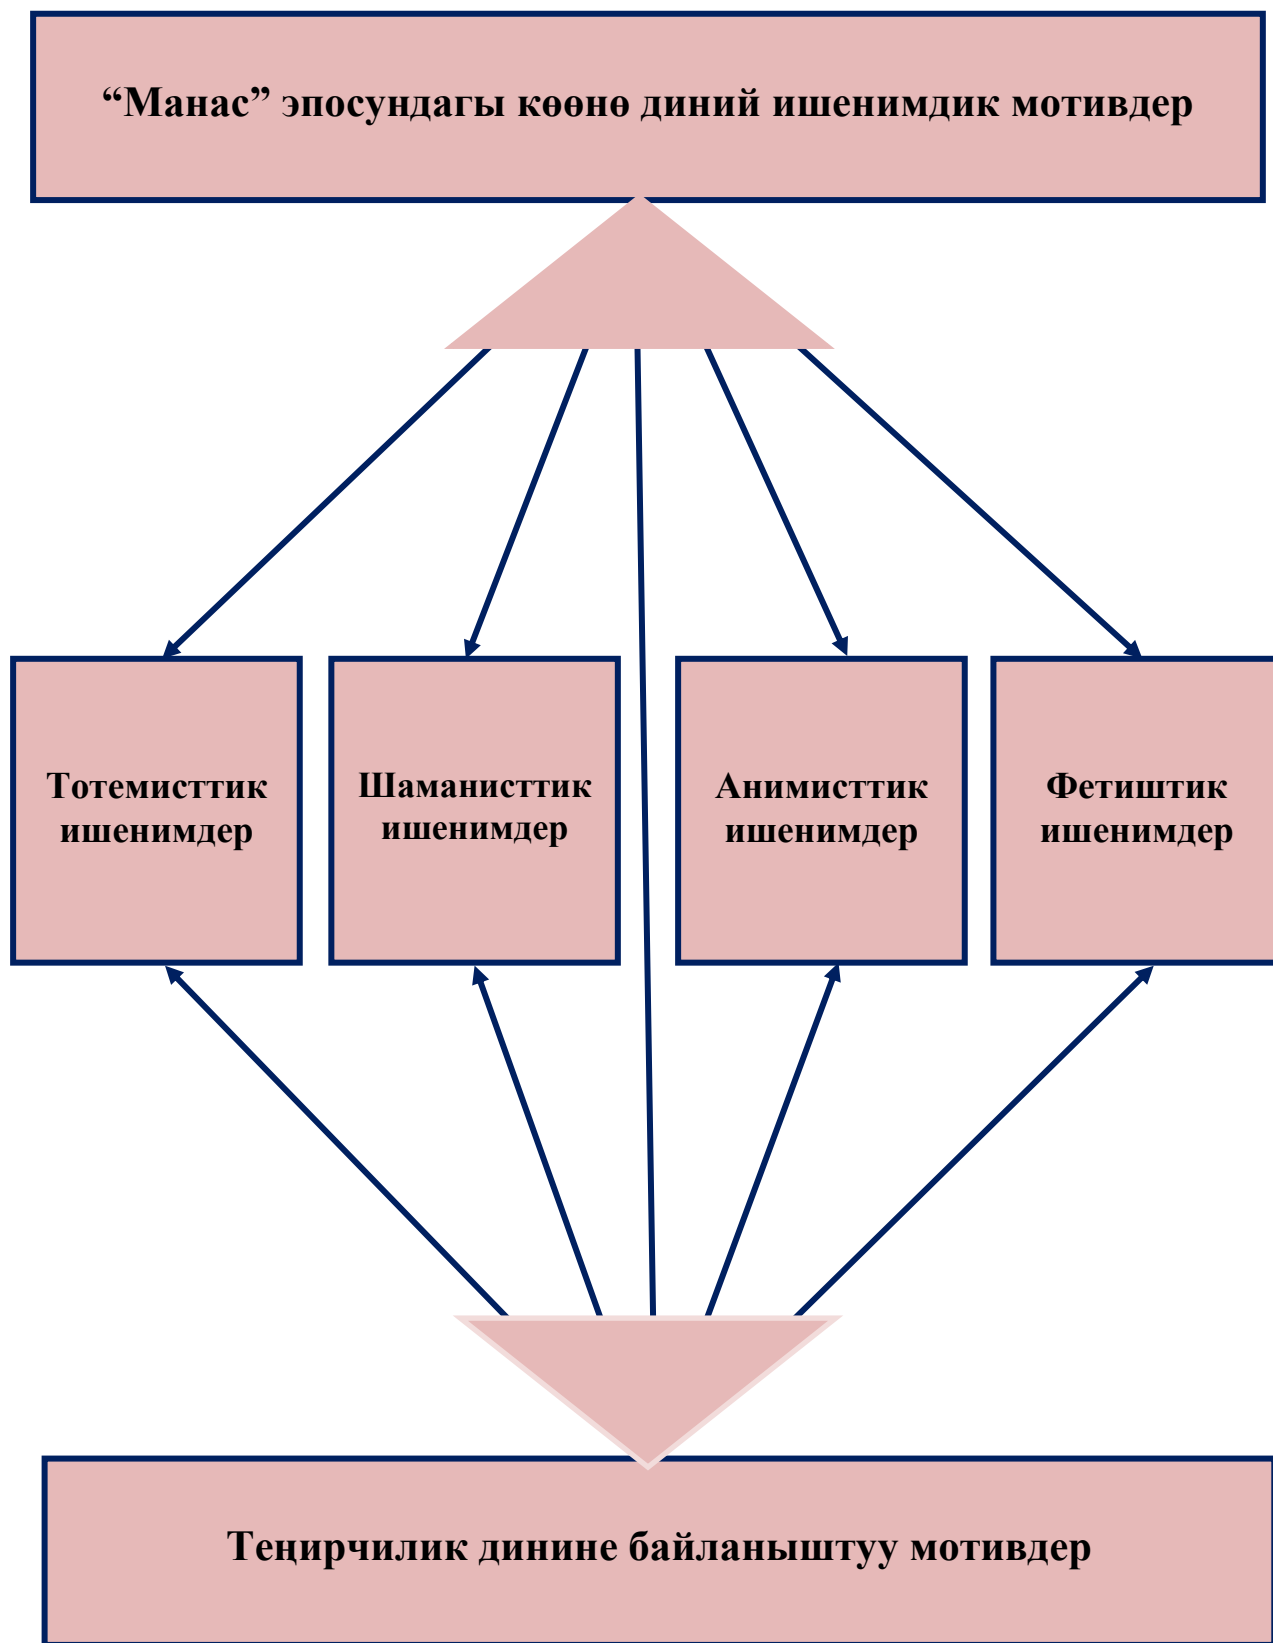 “Манас” эпосундагы көөнө диний ишенимдик мотивдер
Тотемисттик
ишенимдер
Шаманисттик
ишенимдер
Анимисттик
ишенимдер
Фетиштик
ишенимдер
Теңирчилик динине байланыштуу мотивдер